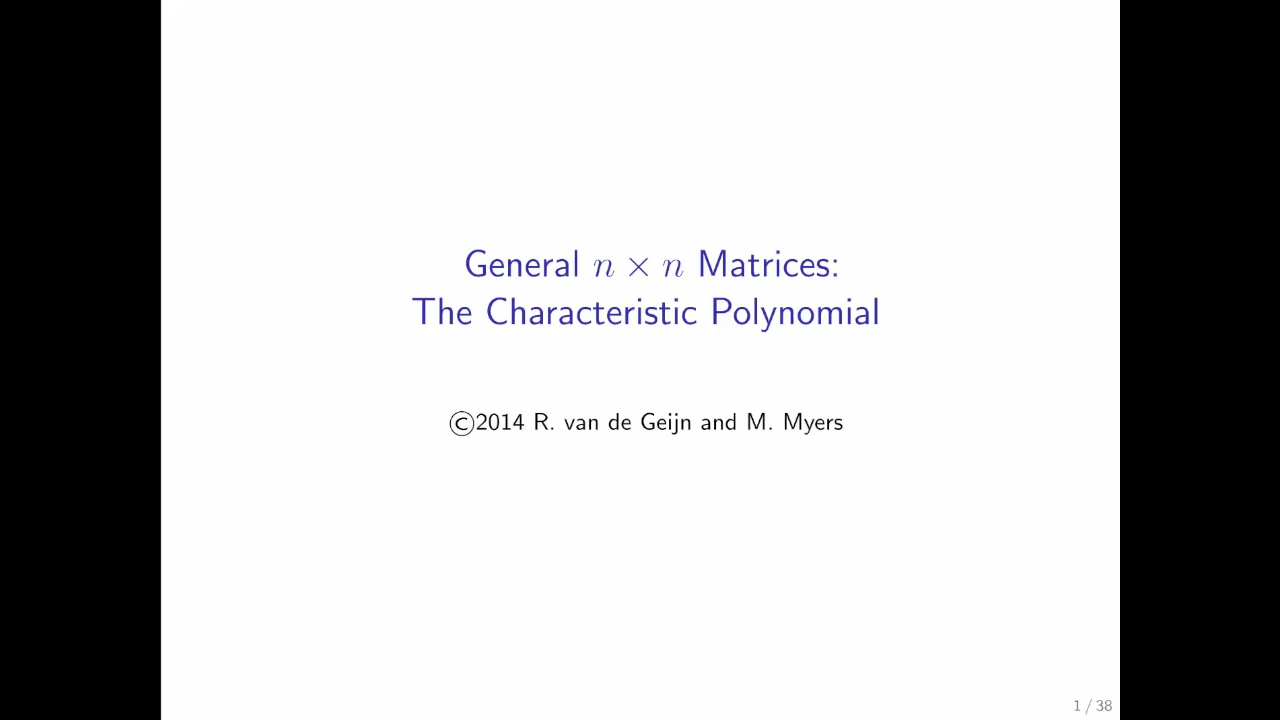 General n × n Matrices:
The Characteristic Polynomial
©2014 R. van de Geijn and M. Myers
1 / 38